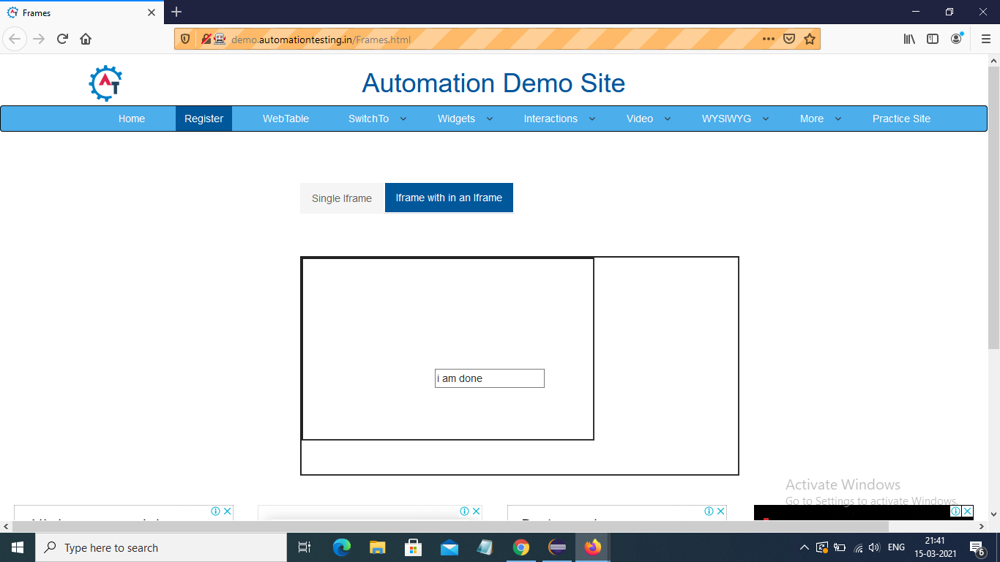 Frames
demo.automationtesting.in/Frames.html
AT
Automation Demo Site
Home Register WebTable SwitchTo Widgets Interactions Video WYSIWYG More Practice Site
Single Iframe Iframe with in an Iframe
i am done
Activate Windows
Go to Settings to activate Windows.
Type here to search
ENG
21:41
15-03-2021
6